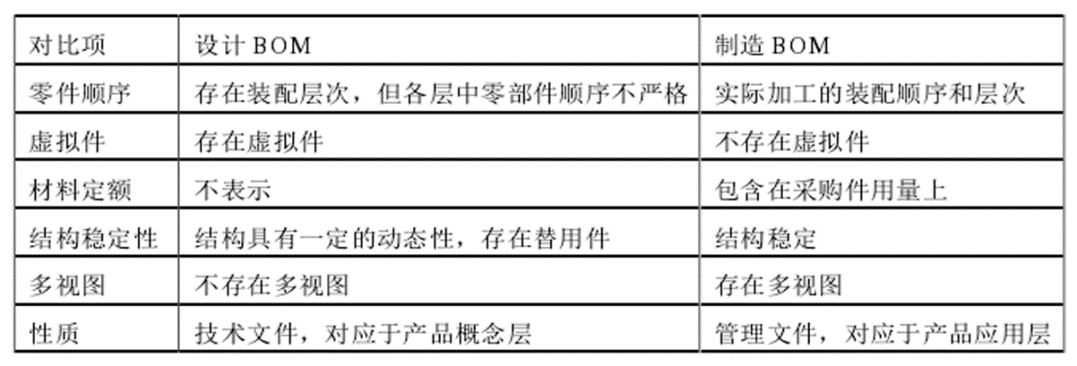 对比项 设计 BOM 制造 BOM
零件顺序 存在装配层次，但各层中零部件顺序不严格 实际加工的装配顺序和层次
虚拟件 存在虚拟件 不存在虚拟件
材料定额 不表示 包含在采购件用量上
结构稳定性 结构具有一定的动态性，存在替用件 结构稳定
多视图 不存在多视图 存在多视图
性质 技术文件，对应于产品概念层 管理文件，对应于产品应用层